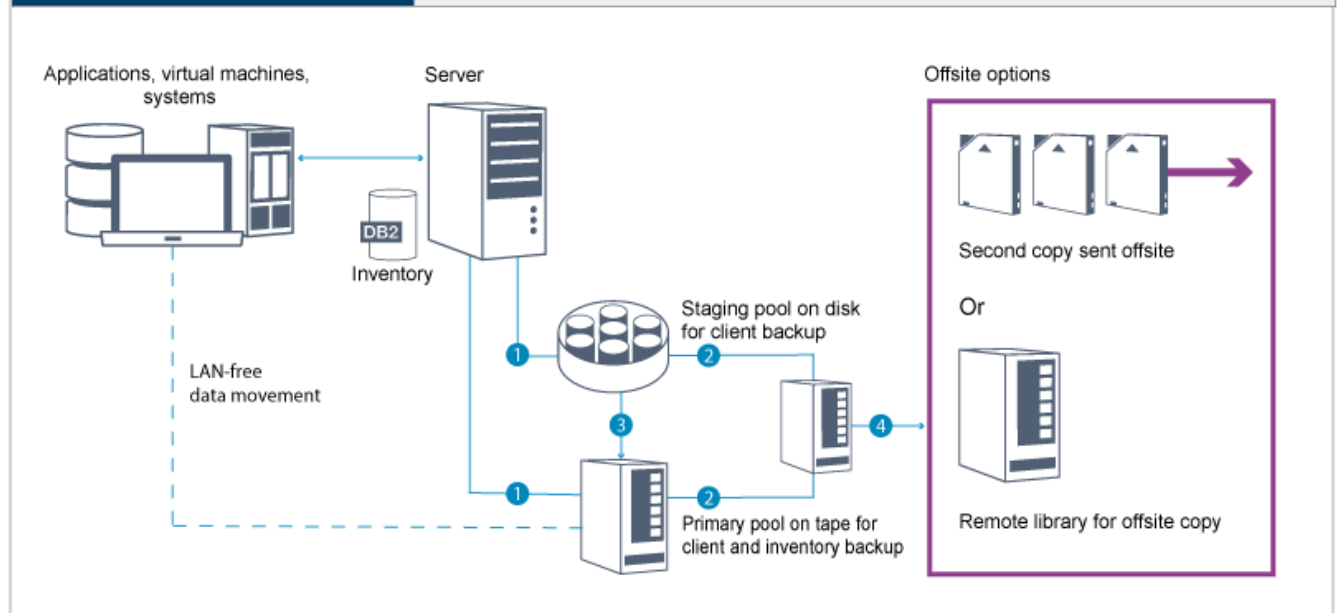 Applications, virtual machines,
systems
Server
Offsite options
DB2
Inventory
Second copy sent offsite
Or
Staging pool on disk
for client backup
1
2
LAN-free
data movement
3
4
1
2
Primary pool on tape for
client and inventory backup
Remote library for offsite copy